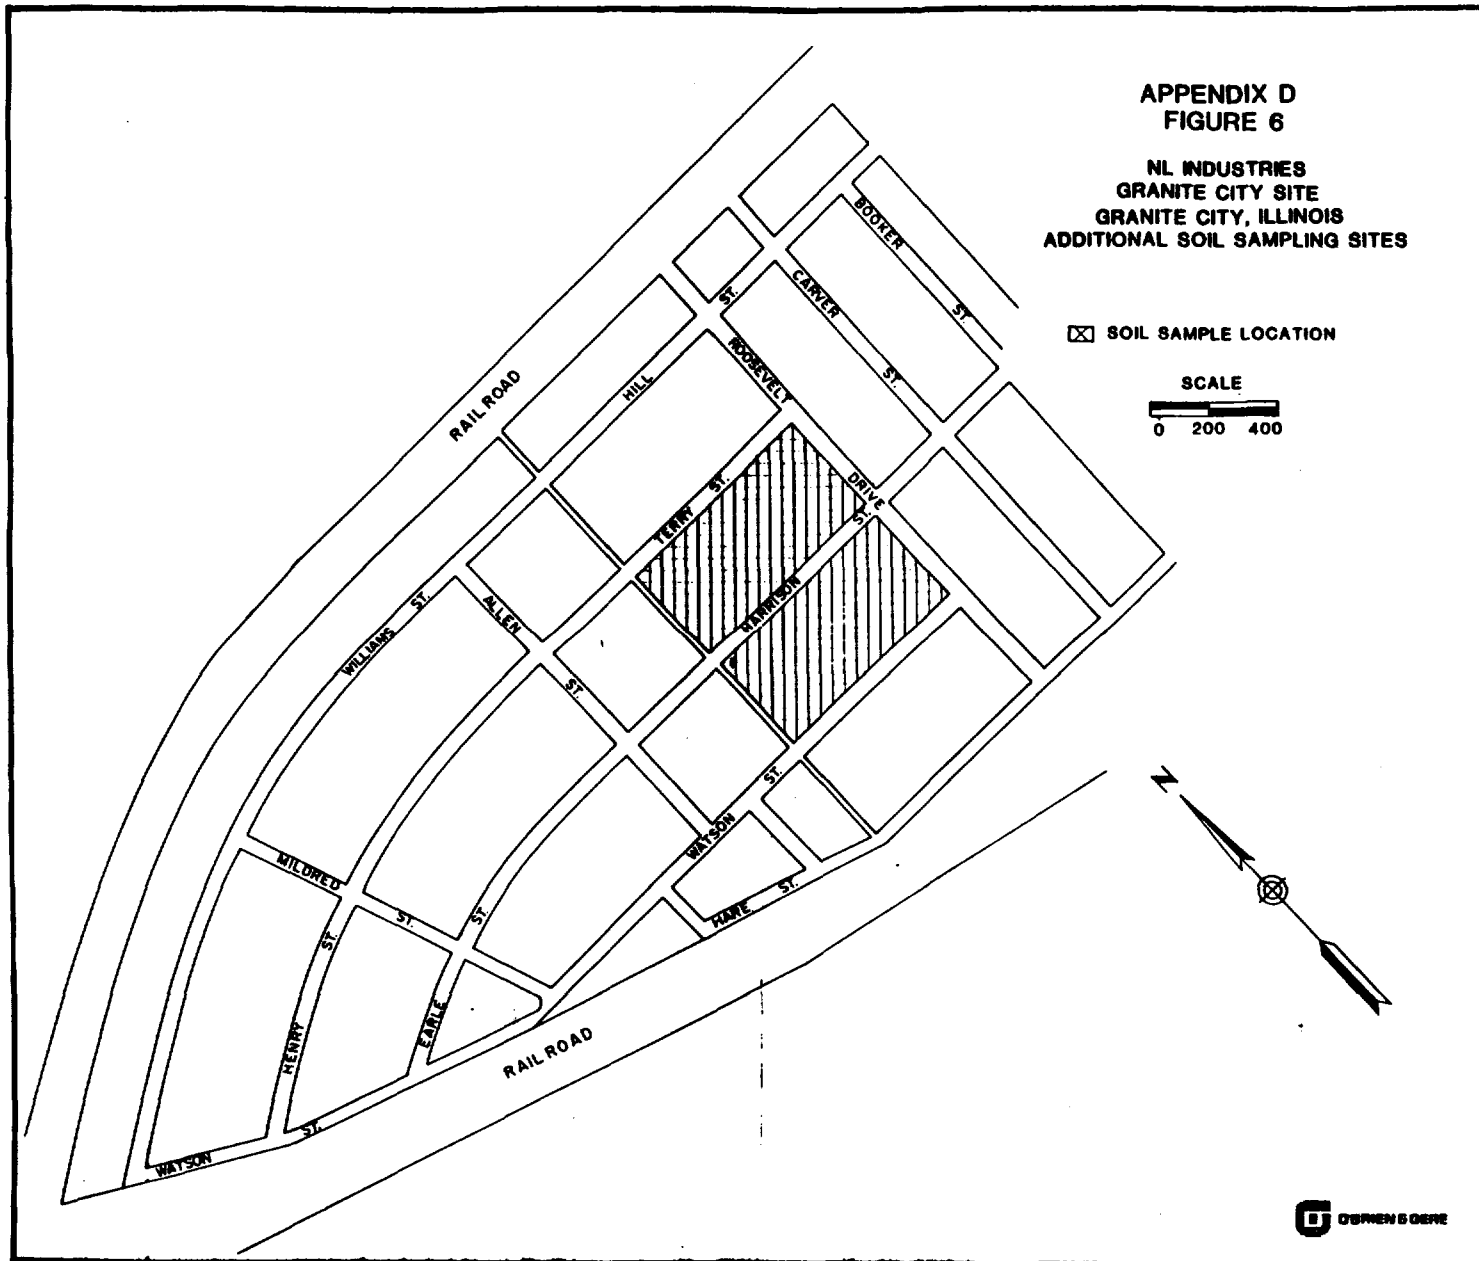 APPENDIX D
FIGURE 6
NL INDUSTRIES
GRANITE CITY SITE
GRANITE CITY, ILLINOIS
ADDITIONAL SOIL SAMPLING SITES
SOIL SAMPLE LOCATION
SCALE
0 200 400
BOOKER ST.
CARVER ST.
ROOSEVELT DRIVE
HILL ST.
RAILROAD
TERRY ST.
HARRISON ST.
ALLEN ST.
WILLIAMS ST.
MILDRED ST.
HENRY ST.
EARLE ST.
WATSON ST.
HARE ST.
RAILROAD
WATSON ST.
N
O'BRIEN & GERE